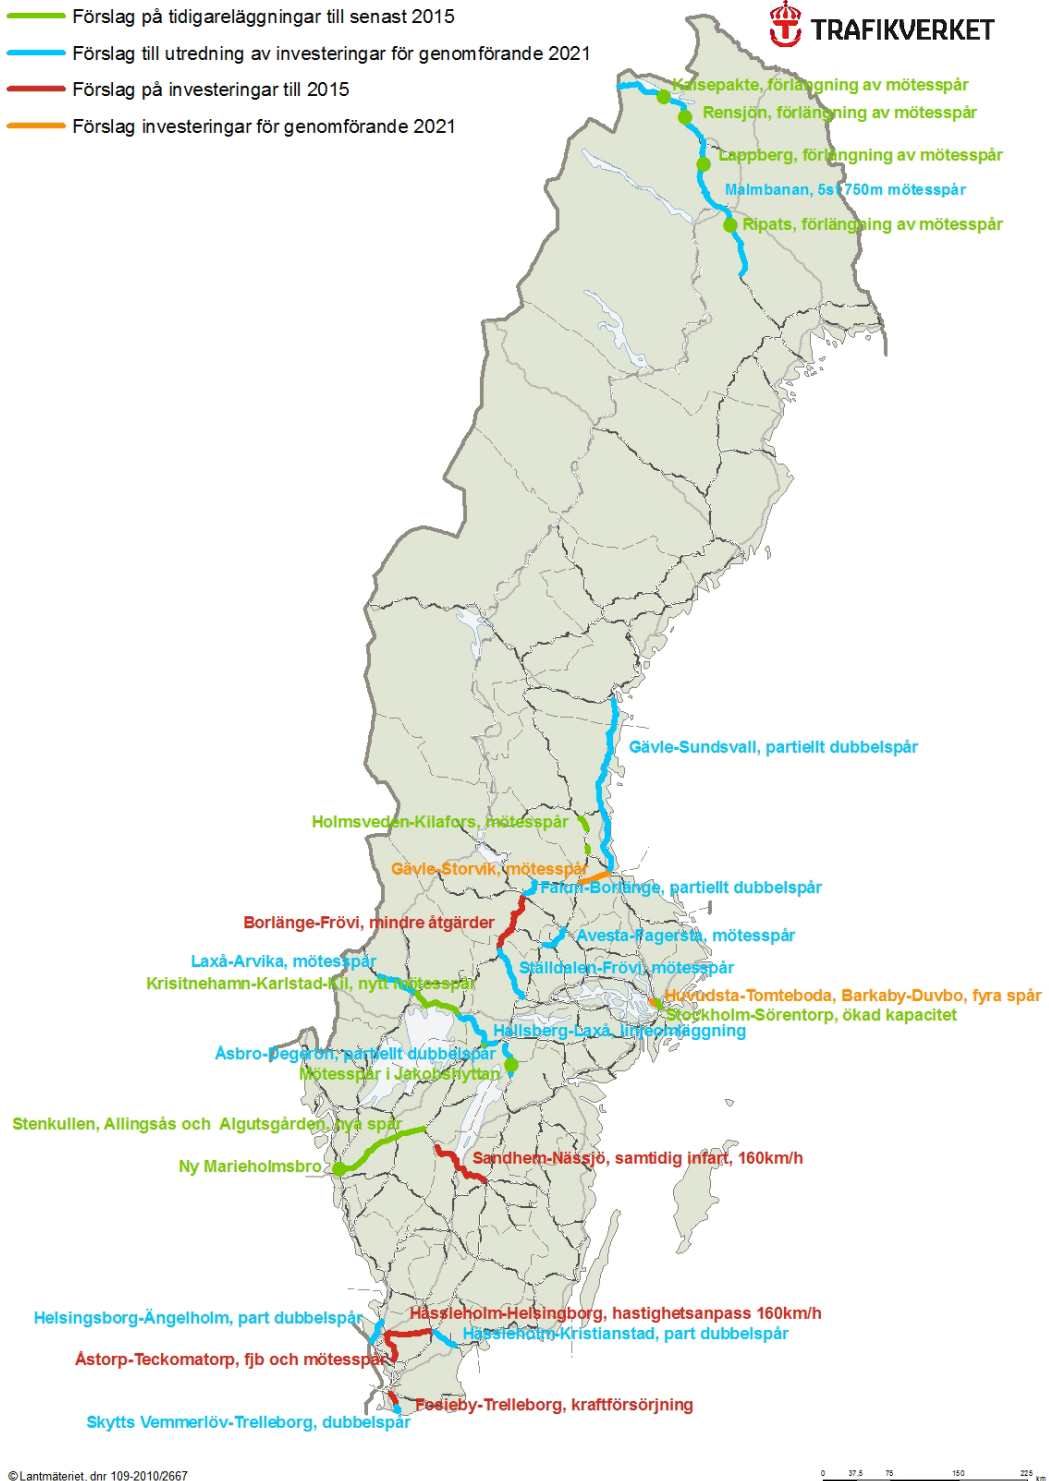 Förslag på tidigareläggningar till senast 2015
Förslag till utredning av investeringar för genomförande 2021
Förslag på investeringar till 2015
Förslag investeringar för genomförande 2021
TRAFIKVERKET
Kaisepakte, förlängning av mötesspår
Rensjön, förlängning av mötesspår
Lappberg, förlängning av mötesspår
Malmbanan, 5st 750m mötesspår
Ripats, förlängning av mötesspår
Gävle-Sundsvall, partiellt dubbelspår
Holmsveden-Kilafors, mötesspår
Gävle-Storvik, mötesspår
Falun-Borlänge, partiellt dubbelspår
Borlänge-Frövi, mindre åtgärder
Avesta-Fagersta, mötesspår
Laxå-Arvika, mötesspår
Ställdalen-Frövi, mötesspår
Krisitnehamn-Karlstad-Kil, nytt mötesspår
Huvudsta-Tomteboda, Barkaby-Duvbo, fyra spår
Stockholm-Sörentorp, ökad kapacitet
Hallsberg-Laxå, linjeomläggning
Åsbro-Degerön, partiellt dubbelspår
Mötesspår i Jakobshyttan
Stenkullen, Allingsås och Algutsgården, nya spår
Sandhem-Nässjö, samtidig infart, 160km/h
Ny Marieholmsbro
Hässleholm-Helsingborg, hastighetsanpass 160km/h
Helsingsborg-Ängelholm, part dubbelspår
Hässleholm-Kristianstad, part dubbelspår
Åstorp-Teckomatorp, fjb och mötesspår
Fosieby-Trelleborg, kraftförsörjning
Skytts Vemmerlöv-Trelleborg, dubbelspår
©Lantmäteriet. dnr 109-2010/2667
0 37,5 75 150 225
km